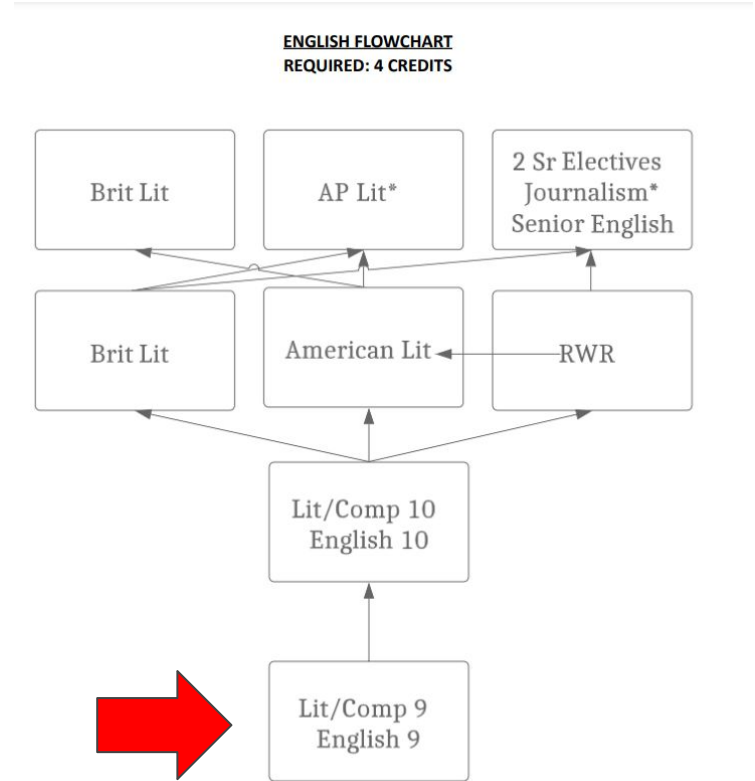 ENGLISH FLOWCHART
REQUIRED: 4 CREDITS
Brit Lit
AP Lit*
2 Sr Electives
Journalism*
Senior English
Brit Lit
American Lit
RWR
Lit/Comp 10
English 10
Lit/Comp 9
English 9